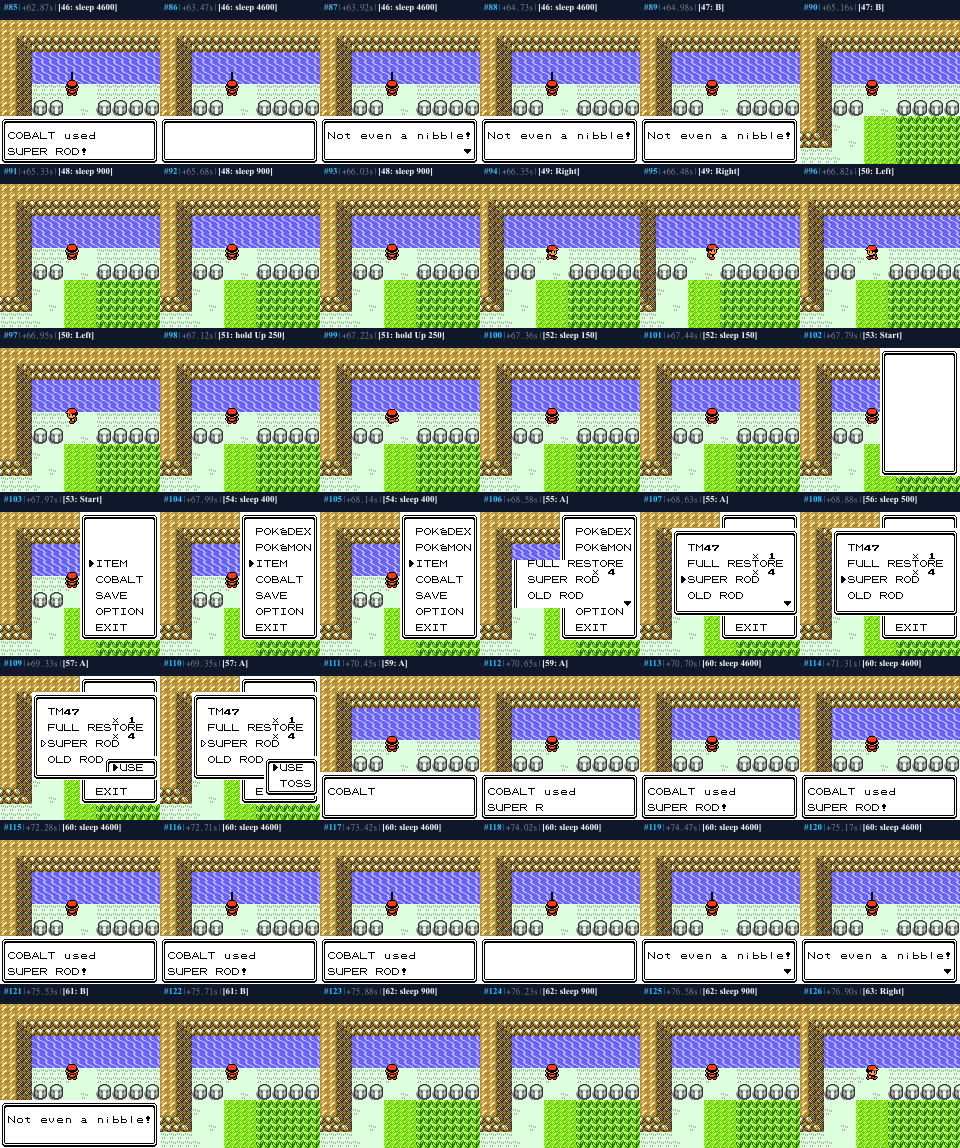 #85|+62.87s|[46: sleep 4600]
#86|+63.47s|[46: sleep 4600]
#87|+63.92s|[46: sleep 4600]
#88|+64.73s|[46: sleep 4600]
#89|+64.98s|[47: B]
#90|+65.16s|[47: B]
COBALT used
SUPER ROD!
Not even a nibble!
Not even a nibble!
Not even a nibble!
#91|+65.33s|[48: sleep 900]
#92|+65.68s|[48: sleep 900]
#93|+66.03s|[48: sleep 900]
#94|+66.35s|[49: Right]
#95|+66.48s|[49: Right]
#96|+66.82s|[50: Left]
#97|+66.95s|[50: Left]
#98|+67.12s|[51: hold Up 250]
#99|+67.22s|[51: hold Up 250]
#100|+67.36s|[52: sleep 150]
#101|+67.44s|[52: sleep 150]
#102|+67.79s|[53: Start]
#103|+67.97s|[53: Start]
#104|+67.99s|[54: sleep 400]
#105|+68.14s|[54: sleep 400]
#106|+68.58s|[55: A]
#107|+68.63s|[55: A]
#108|+68.88s|[56: sleep 500]
ITEM
COBALT
SAVE
OPTION
EXIT
POKéDEX
POKéMON
ITEM
COBALT
SAVE
OPTION
EXIT
POKéDEX
POKéMON
ITEM
COBALT
SAVE
OPTION
EXIT
POKéDEX
POKéMON
FULL RESTORE
× 4
SUPER ROD
OLD ROD
OPTION
EXIT
TM47
× 1
FULL RESTORE
× 4
SUPER ROD
OLD ROD
EXIT
TM47
× 1
FULL RESTORE
× 4
SUPER ROD
OLD ROD
EXIT
#109|+69.33s|[57: A]
#110|+69.35s|[57: A]
#111|+70.45s|[59: A]
#112|+70.65s|[59: A]
#113|+70.70s|[60: sleep 4600]
#114|+71.31s|[60: sleep 4600]
TM47
× 1
FULL RESTORE
× 4
SUPER ROD
OLD ROD
USE
EXIT
TM47
× 1
FULL RESTORE
× 4
SUPER ROD
OLD ROD
USE
TOSS
E
COBALT
COBALT used
SUPER R
COBALT used
SUPER ROD!
COBALT used
SUPER ROD!
#115|+72.28s|[60: sleep 4600]
#116|+72.71s|[60: sleep 4600]
#117|+73.42s|[60: sleep 4600]
#118|+74.02s|[60: sleep 4600]
#119|+74.47s|[60: sleep 4600]
#120|+75.17s|[60: sleep 4600]
COBALT used
SUPER ROD!
COBALT used
SUPER ROD!
COBALT used
SUPER ROD!
Not even a nibble!
Not even a nibble!
#121|+75.53s|[61: B]
#122|+75.71s|[61: B]
#123|+75.88s|[62: sleep 900]
#124|+76.23s|[62: sleep 900]
#125|+76.58s|[62: sleep 900]
#126|+76.90s|[63: Right]
Not even a nibble!